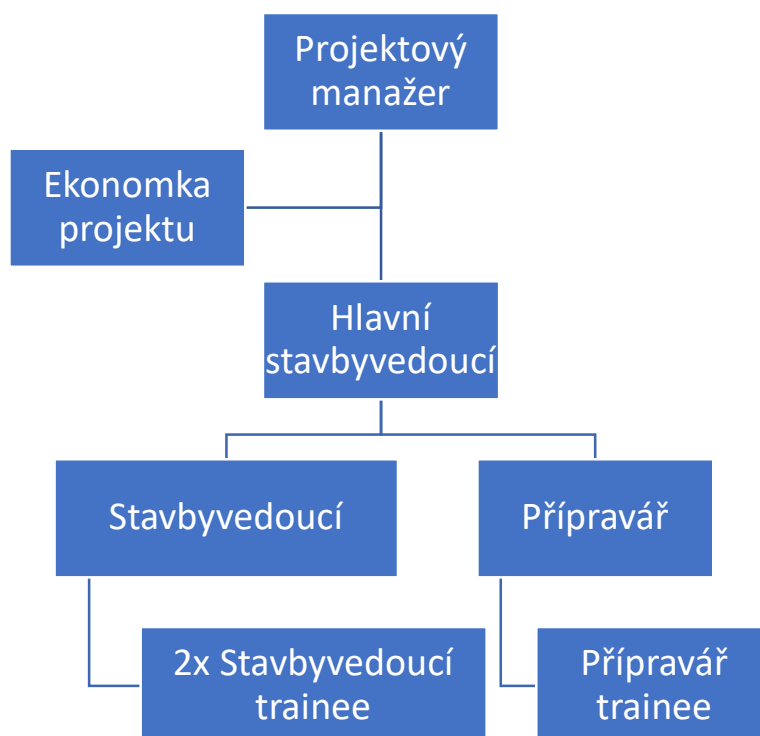 Projektový
manažer
Ekonomka
projektu
Hlavní
stavbyvedoucí
Stavbyvedoucí
Přípravář
2x Stavbyvedoucí
trainee
Přípravář
trainee